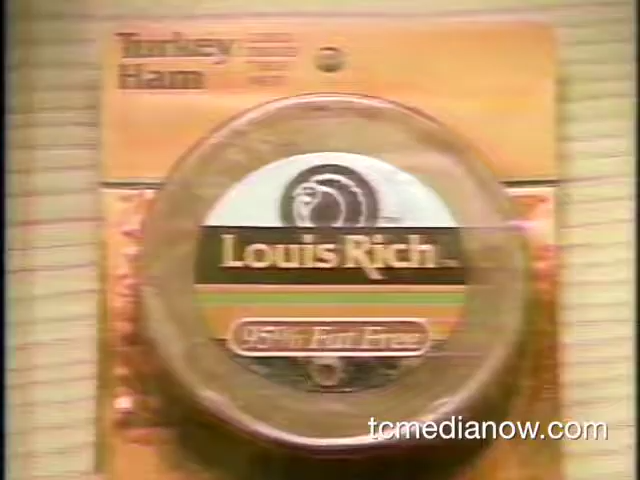 Turkey
Ham
Louis Rich
95% Fat Free
tcmedianow.com